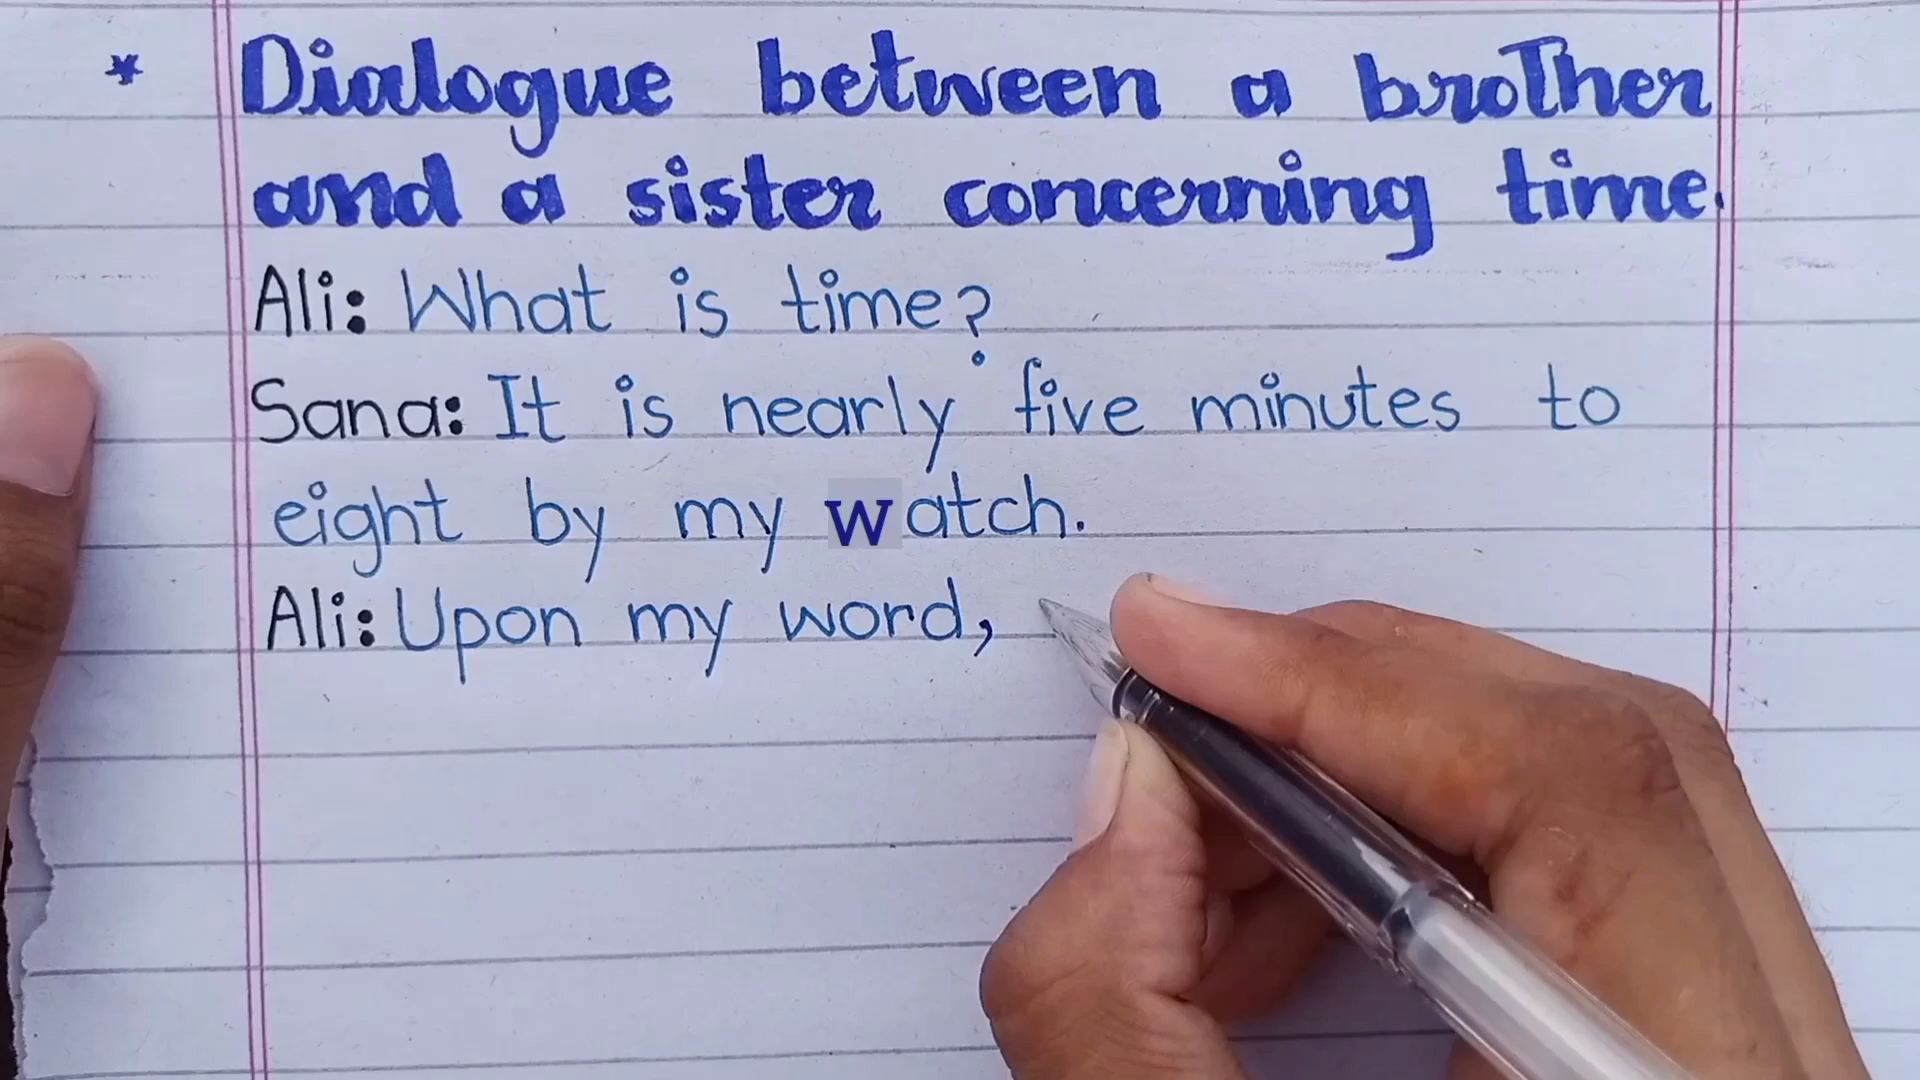 * Dialogue between a brother
and a sister concerning time.
Ali: What is time?
Sana: It is nearly five minutes to
eight by my watch.
Ali: Upon my word,